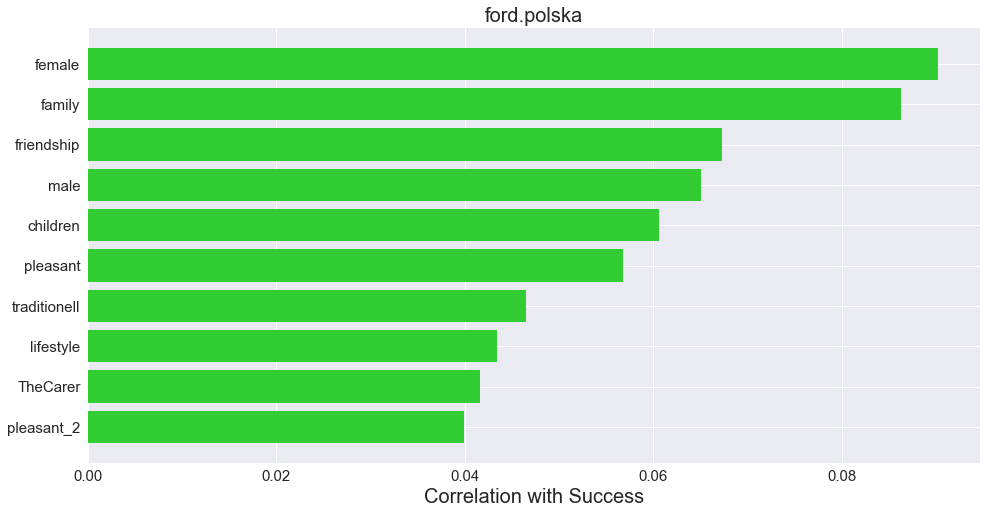 ford.polska
female
family
friendship
male
children
pleasant
traditionell
lifestyle
TheCarer
pleasant_2
0.00 0.02 0.04 0.06 0.08
Correlation with Success